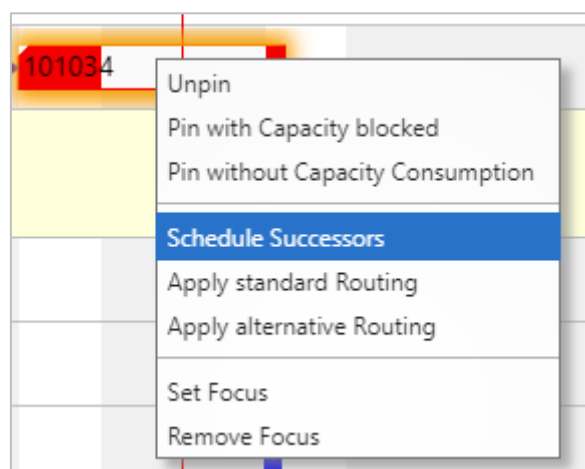 101034
Unpin
Pin with Capacity blocked
Pin without Capacity Consumption
Schedule Successors
Apply standard Routing
Apply alternative Routing
Set Focus
Remove Focus